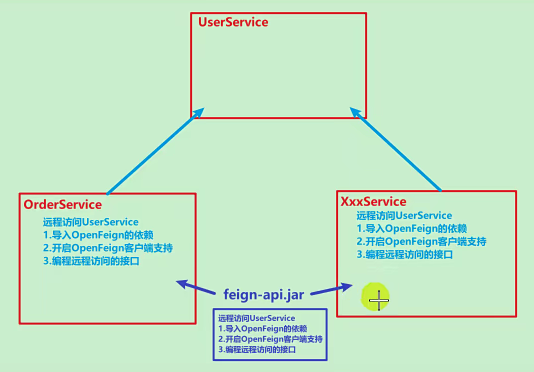 UserService
OrderService
远程访问UserService
1.导入OpenFeign的依赖
2.开启OpenFeign客户端支持
3.编程远程访问的接口
XxxService
远程访问UserService
1.导入OpenFeign的依赖
2.开启OpenFeign客户端支持
3.编程远程访问的接口
feign-api.jar
远程访问UserService
1.导入OpenFeign的依赖
2.开启OpenFeign客户端支持
3.编程远程访问的接口